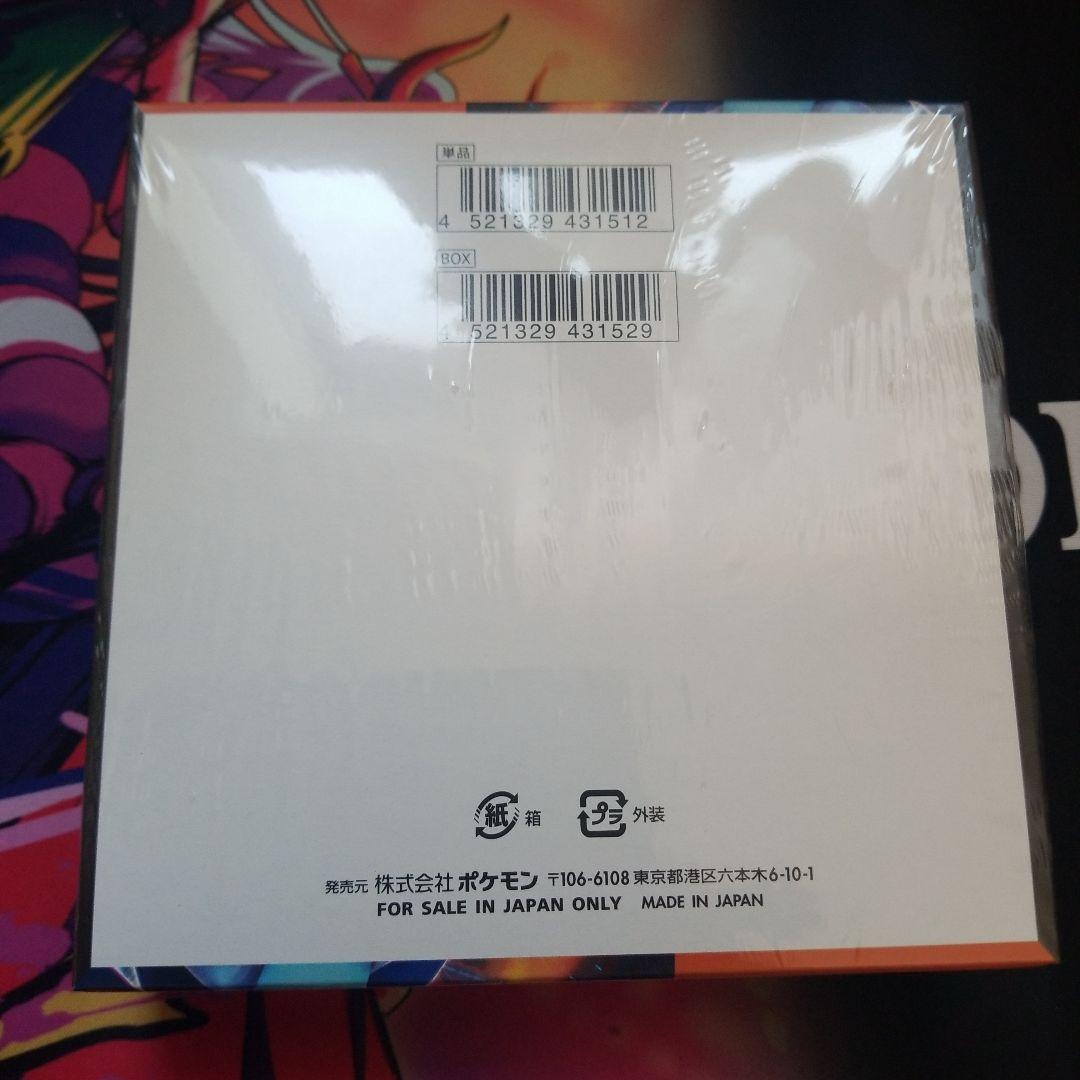 単品
4 521329 431512
BOX
4 521329 431529
紙 箱 プラ 外装
発売元 株式会社 ポケモン 〒106-6108 東京都港区六本木6-10-1
FOR SALE IN JAPAN ONLY MADE IN JAPAN